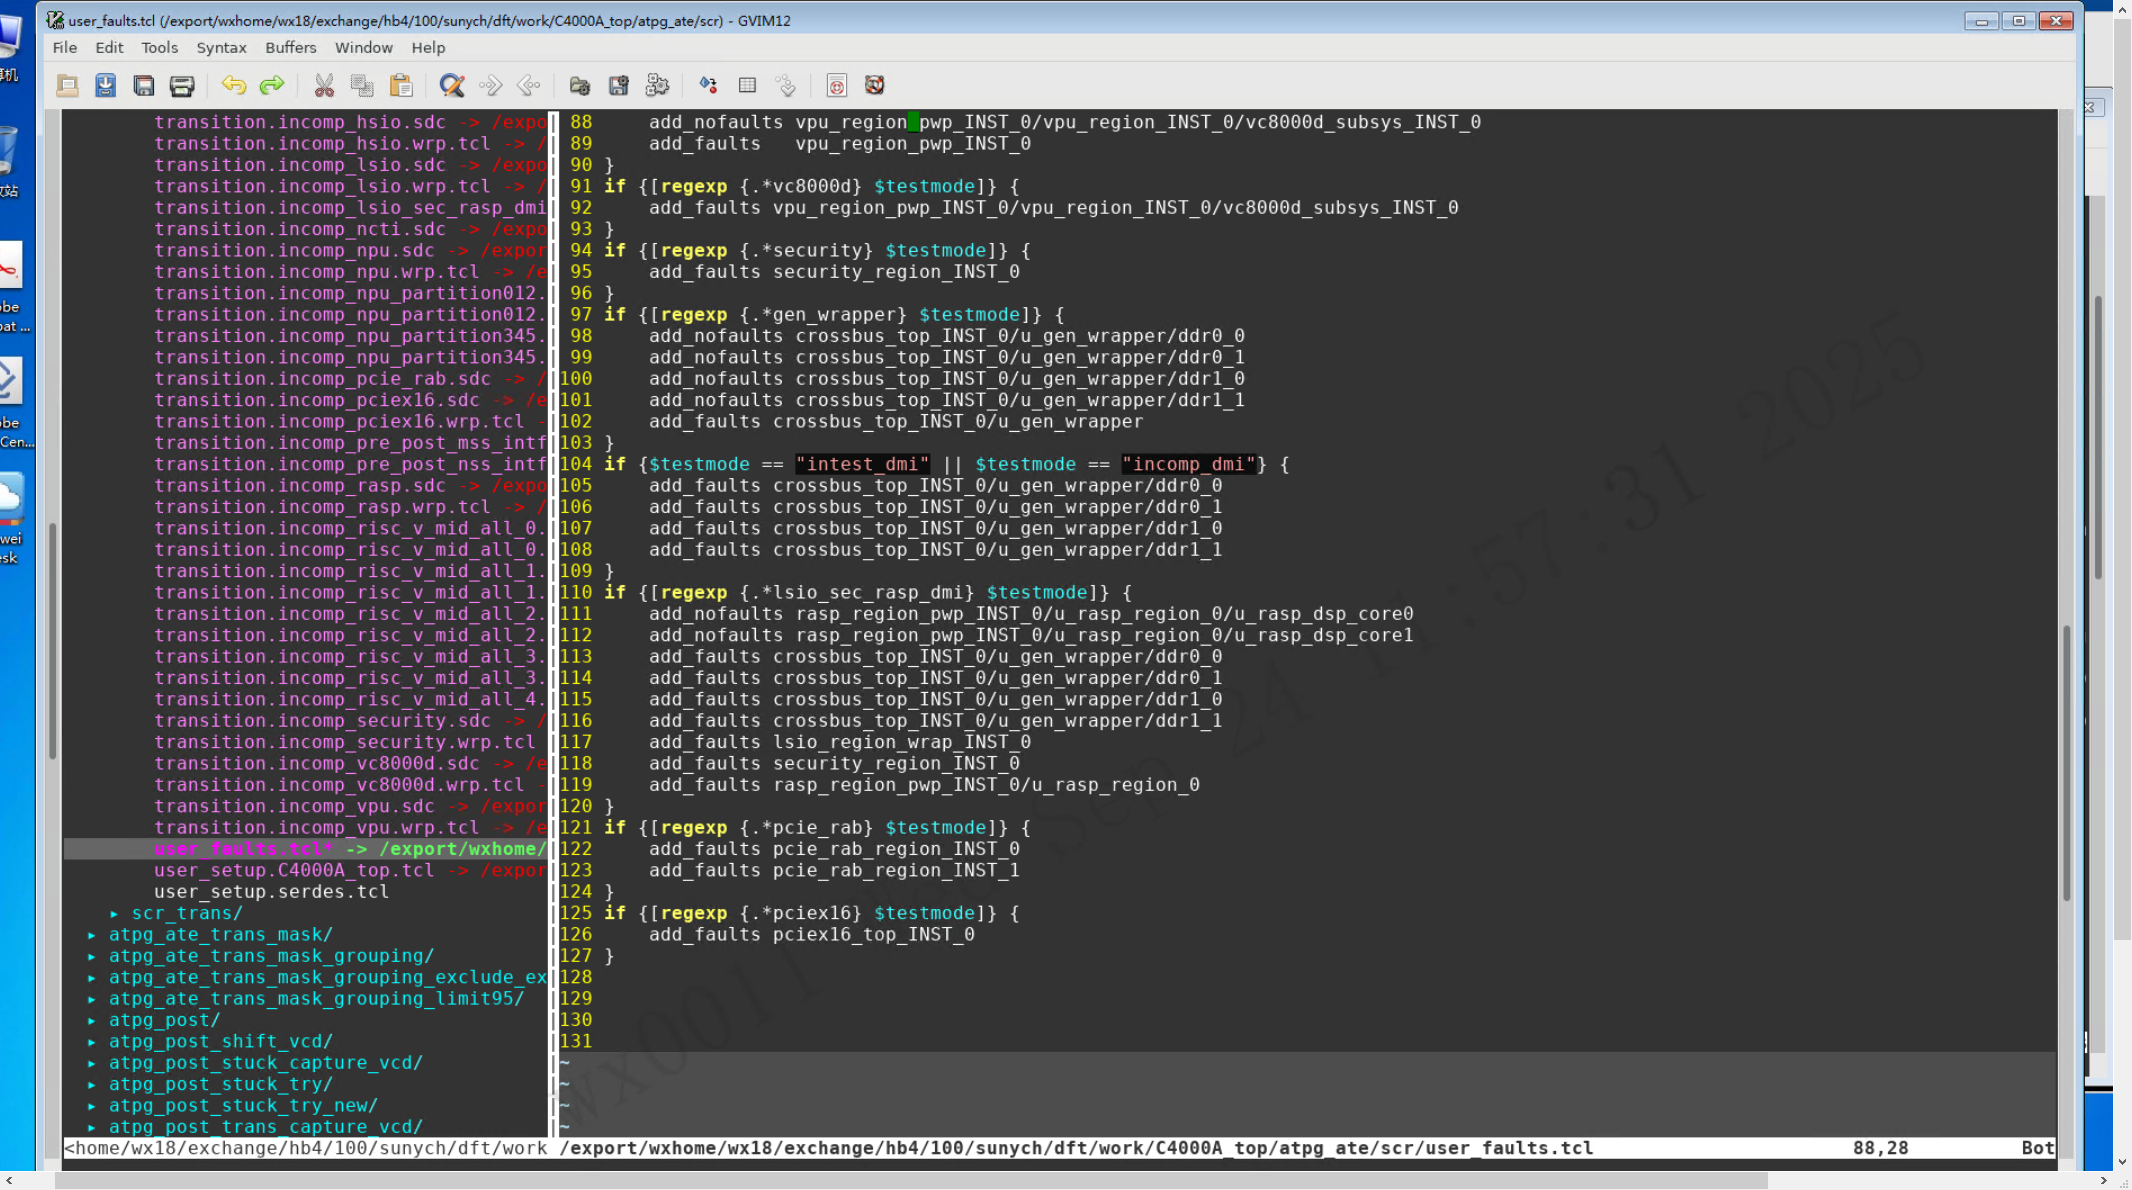 user_faults.tcl (/export/wxhome/wx18/exchange/hb4/100/sunych/dft/work/C4000A_top/atpg_ate/scr) - GVIM12
File Edit Tools Syntax Buffers Window Help
transition.incomp_hsio.sdc -> /expo
transition.incomp_hsio.wrp.tcl -> /
transition.incomp_lsio.sdc -> /expo
transition.incomp_lsio.wrp.tcl -> /
transition.incomp_lsio_sec_rasp_dmi
transition.incomp_ncti.sdc -> /expo
transition.incomp_npu.sdc -> /expor
transition.incomp_npu.wrp.tcl -> /e
transition.incomp_npu_partition012.
transition.incomp_npu_partition012.
transition.incomp_npu_partition345.
transition.incomp_npu_partition345.
transition.incomp_pcie_rab.sdc -> /
transition.incomp_pciex16.sdc -> /e
transition.incomp_pciex16.wrp.tcl -
transition.incomp_pre_post_mss_intf
transition.incomp_pre_post_nss_intf
transition.incomp_rasp.sdc -> /expo
transition.incomp_rasp.wrp.tcl -> /
transition.incomp_risc_v_mid_all_0.
transition.incomp_risc_v_mid_all_0.
transition.incomp_risc_v_mid_all_1.
transition.incomp_risc_v_mid_all_1.
transition.incomp_risc_v_mid_all_2.
transition.incomp_risc_v_mid_all_2.
transition.incomp_risc_v_mid_all_3.
transition.incomp_risc_v_mid_all_3.
transition.incomp_risc_v_mid_all_4.
transition.incomp_security.sdc -> /
transition.incomp_security.wrp.tcl
transition.incomp_vc8000d.sdc -> /e
transition.incomp_vc8000d.wrp.tcl -
transition.incomp_vpu.sdc -> /expor
transition.incomp_vpu.wrp.tcl -> /e
user_faults.tcl* -> /export/wxhome/
user_setup.C4000A_top.tcl -> /expor
user_setup.serdes.tcl
▸ scr_trans/
▸ atpg_ate_trans_mask/
▸ atpg_ate_trans_mask_grouping/
▸ atpg_ate_trans_mask_grouping_exclude_ex
▸ atpg_ate_trans_mask_grouping_limit95/
▸ atpg_post/
▸ atpg_post_shift_vcd/
▸ atpg_post_stuck_capture_vcd/
▸ atpg_post_stuck_try/
▸ atpg_post_stuck_try_new/
▸ atpg_post_trans_capture_vcd/
88     add_nofaults vpu_region_pwp_INST_0/vpu_region_INST_0/vc8000d_subsys_INST_0
89     add_faults   vpu_region_pwp_INST_0
90 }
91 if {[regexp {.*vc8000d} $testmode]} {
92     add_faults vpu_region_pwp_INST_0/vpu_region_INST_0/vc8000d_subsys_INST_0
93 }
94 if {[regexp {.*security} $testmode]} {
95     add_faults security_region_INST_0
96 }
97 if {[regexp {.*gen_wrapper} $testmode]} {
98     add_nofaults crossbus_top_INST_0/u_gen_wrapper/ddr0_0
99     add_nofaults crossbus_top_INST_0/u_gen_wrapper/ddr0_1
100     add_nofaults crossbus_top_INST_0/u_gen_wrapper/ddr1_0
101     add_nofaults crossbus_top_INST_0/u_gen_wrapper/ddr1_1
102     add_faults crossbus_top_INST_0/u_gen_wrapper
103 }
104 if {$testmode == "intest_dmi" || $testmode == "incomp_dmi"} {
105     add_faults crossbus_top_INST_0/u_gen_wrapper/ddr0_0
106     add_faults crossbus_top_INST_0/u_gen_wrapper/ddr0_1
107     add_faults crossbus_top_INST_0/u_gen_wrapper/ddr1_0
108     add_faults crossbus_top_INST_0/u_gen_wrapper/ddr1_1
109 }
110 if {[regexp {.*lsio_sec_rasp_dmi} $testmode]} {
111     add_nofaults rasp_region_pwp_INST_0/u_rasp_region_0/u_rasp_dsp_core0
112     add_nofaults rasp_region_pwp_INST_0/u_rasp_region_0/u_rasp_dsp_core1
113     add_faults crossbus_top_INST_0/u_gen_wrapper/ddr0_0
114     add_faults crossbus_top_INST_0/u_gen_wrapper/ddr0_1
115     add_faults crossbus_top_INST_0/u_gen_wrapper/ddr1_0
116     add_faults crossbus_top_INST_0/u_gen_wrapper/ddr1_1
117     add_faults lsio_region_wrap_INST_0
118     add_faults security_region_INST_0
119     add_faults rasp_region_pwp_INST_0/u_rasp_region_0
120 }
121 if {[regexp {.*pcie_rab} $testmode]} {
122     add_faults pcie_rab_region_INST_0
123     add_faults pcie_rab_region_INST_1
124 }
125 if {[regexp {.*pciex16} $testmode]} {
126     add_faults pciex16_top_INST_0
127 }
128
129
130
131
~
~
~
~
<home/wx18/exchange/hb4/100/sunych/dft/work /export/wxhome/wx18/exchange/hb4/100/sunych/dft/work/C4000A_top/atpg_ate/scr/user_faults.tcl 88,28 Bot